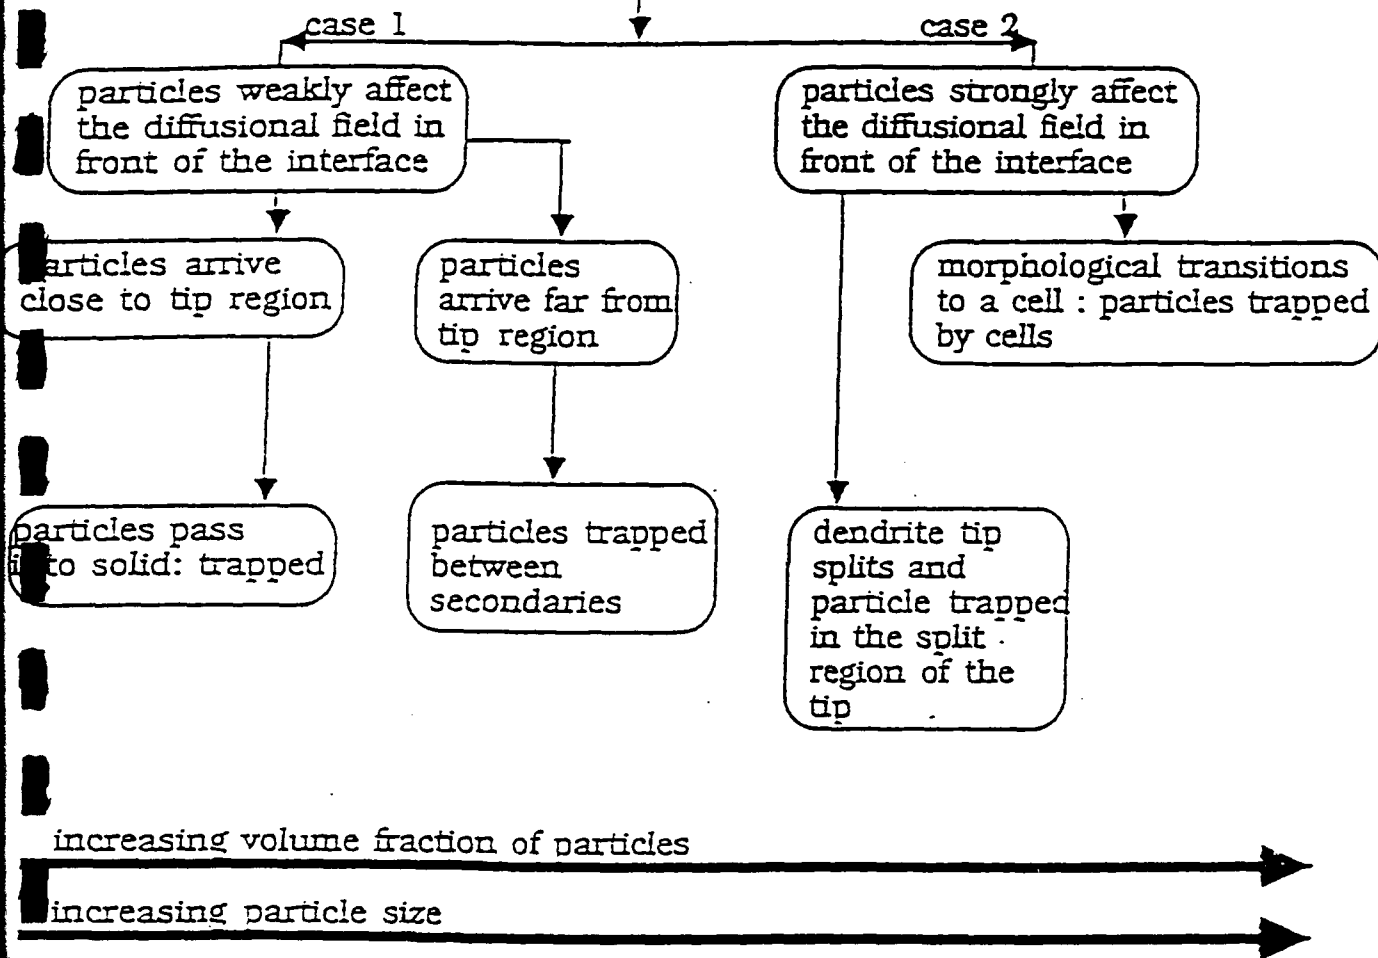 case 1
case 2
particles weakly affect
the diffusional field in
front of the interface
particles strongly affect
the diffusional field in
front of the interface
articles arrive
close to tip region
particles
arrive far from
tip region
morphological transitions
to a cell : particles trapped
by cells
particles pass
into solid: trapped
particles trapped
between
secondaries
dendrite tip
splits and
particle trapped
in the split
region of the
tip
increasing volume fraction of particles
increasing particle size